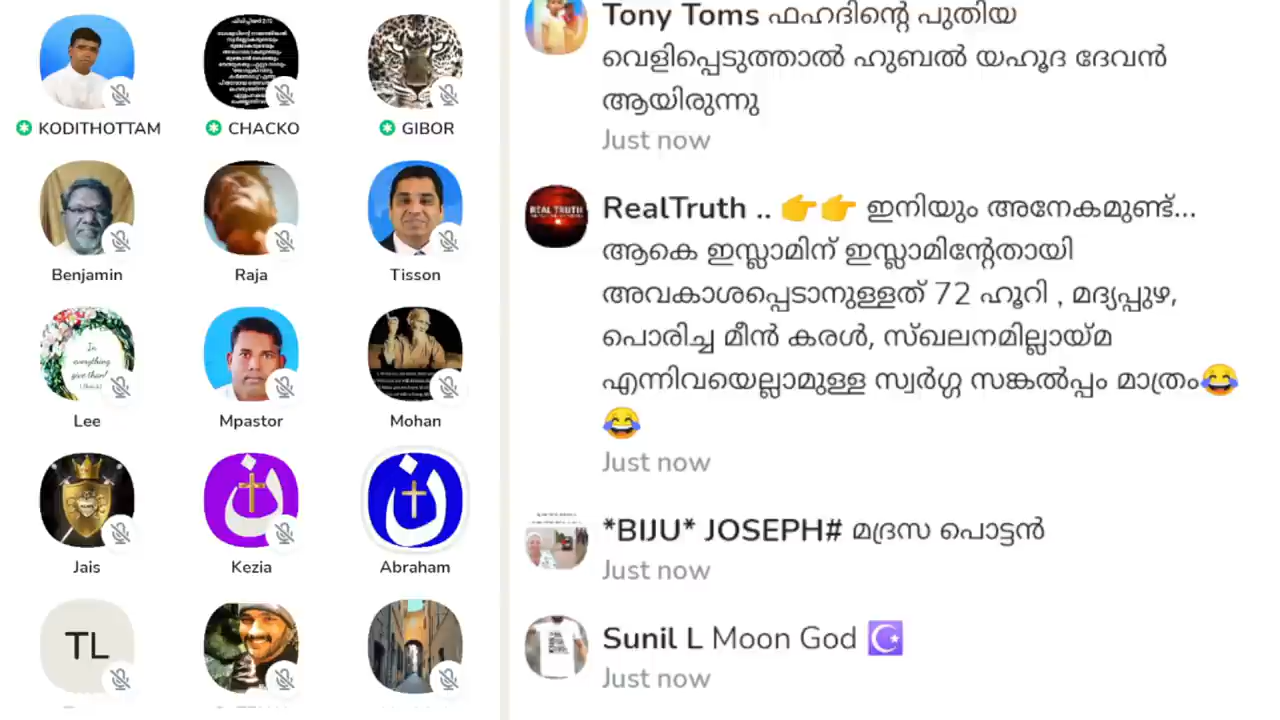 KODITHOTTAM
CHACKO
GIBOR
Benjamin
Raja
Tisson
Lee
Mpastor
Mohan
Jais
Kezia
Abraham
TL
Tony Toms ഫഹദിന്റെ പുതിയ
വെളിപ്പെടുത്താൽ ഹുബൽ യഹൂദ ദേവൻ
ആയിരുന്നു
Just now
REAL TRUTH
RealTruth .. 👉👉 ഇനിയും അനേകമുണ്ട്...
ആകെ ഇസ്ലാമിന് ഇസ്ലാമിന്റേതായി
അവകാശപ്പെടാനുള്ളത് 72 ഹൂറി , മദ്യപ്പുഴ,
പൊരിച്ച മീൻ കരൾ, സ്ഖലനമില്ലായ്മ
എന്നിവയെല്ലാമുള്ള സ്വർഗ്ഗ സങ്കൽപ്പം മാത്രം😂
😂
Just now
*BIJU* JOSEPH# മദ്രസ പൊട്ടൻ
Just now
Sunil L Moon God ☪️
Just now